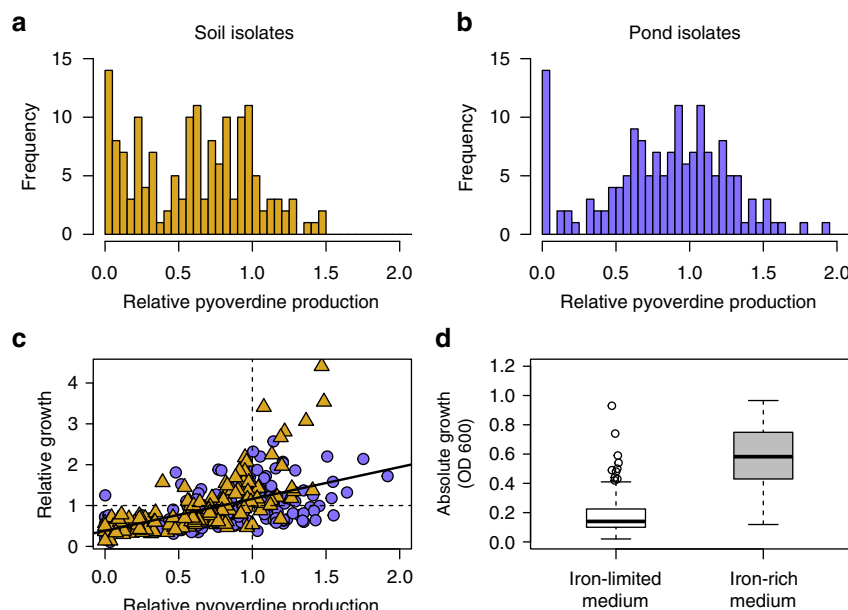 a
Soil isolates
b
Pond isolates
15
10
5
0
Frequency
0.0 0.5 1.0 1.5 2.0
Relative pyoverdine production
15
10
5
0
Frequency
0.0 0.5 1.0 1.5 2.0
Relative pyoverdine production
c
4
3
2
1
0
Relative growth
0.0 0.5 1.0 1.5 2.0
Relative pyoverdine production
d
1.2
1.0
0.8
0.6
0.4
0.2
0.0
Absolute growth
(OD 600)
Iron-limited
medium
Iron-rich
medium